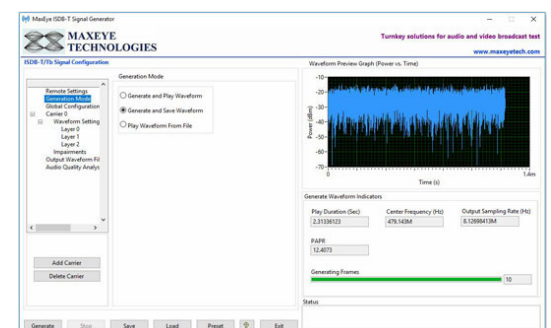 MaxEye ISDB-T Signal Generator
MAXEYE
TECHNOLOGIES
Turnkey solutions for audio and video broadcast test
www.maxeyetech.com
ISDB-T/Tb Signal Configuration
Remote Settings
Generation Mode
Global Configuration
Carrier 0
Waveform Setting
Layer 0
Layer 1
Layer 2
Impairments
Output Waveform Fil
Audio Quality Analys
Add Carrier
Delete Carrier
Generation Mode
Generate and Play Waveform
Generate and Save Waveform
Play Waveform From File
Waveform Preview Graph (Power vs. Time)
Power (dBm)
-10
-20
-30
-40
-50
-60
-70
0
1.4m
Time (s)
Generate Waveform Indicators
Play Duration (Sec)
Center Frequency (Hz)
Output Sampling Rate (Hz)
2.31336123
479.143M
8.12698413M
PAPR
12.4073
Generating Frames
10
Status
Generate
Stop
Save
Load
Preset
Exit